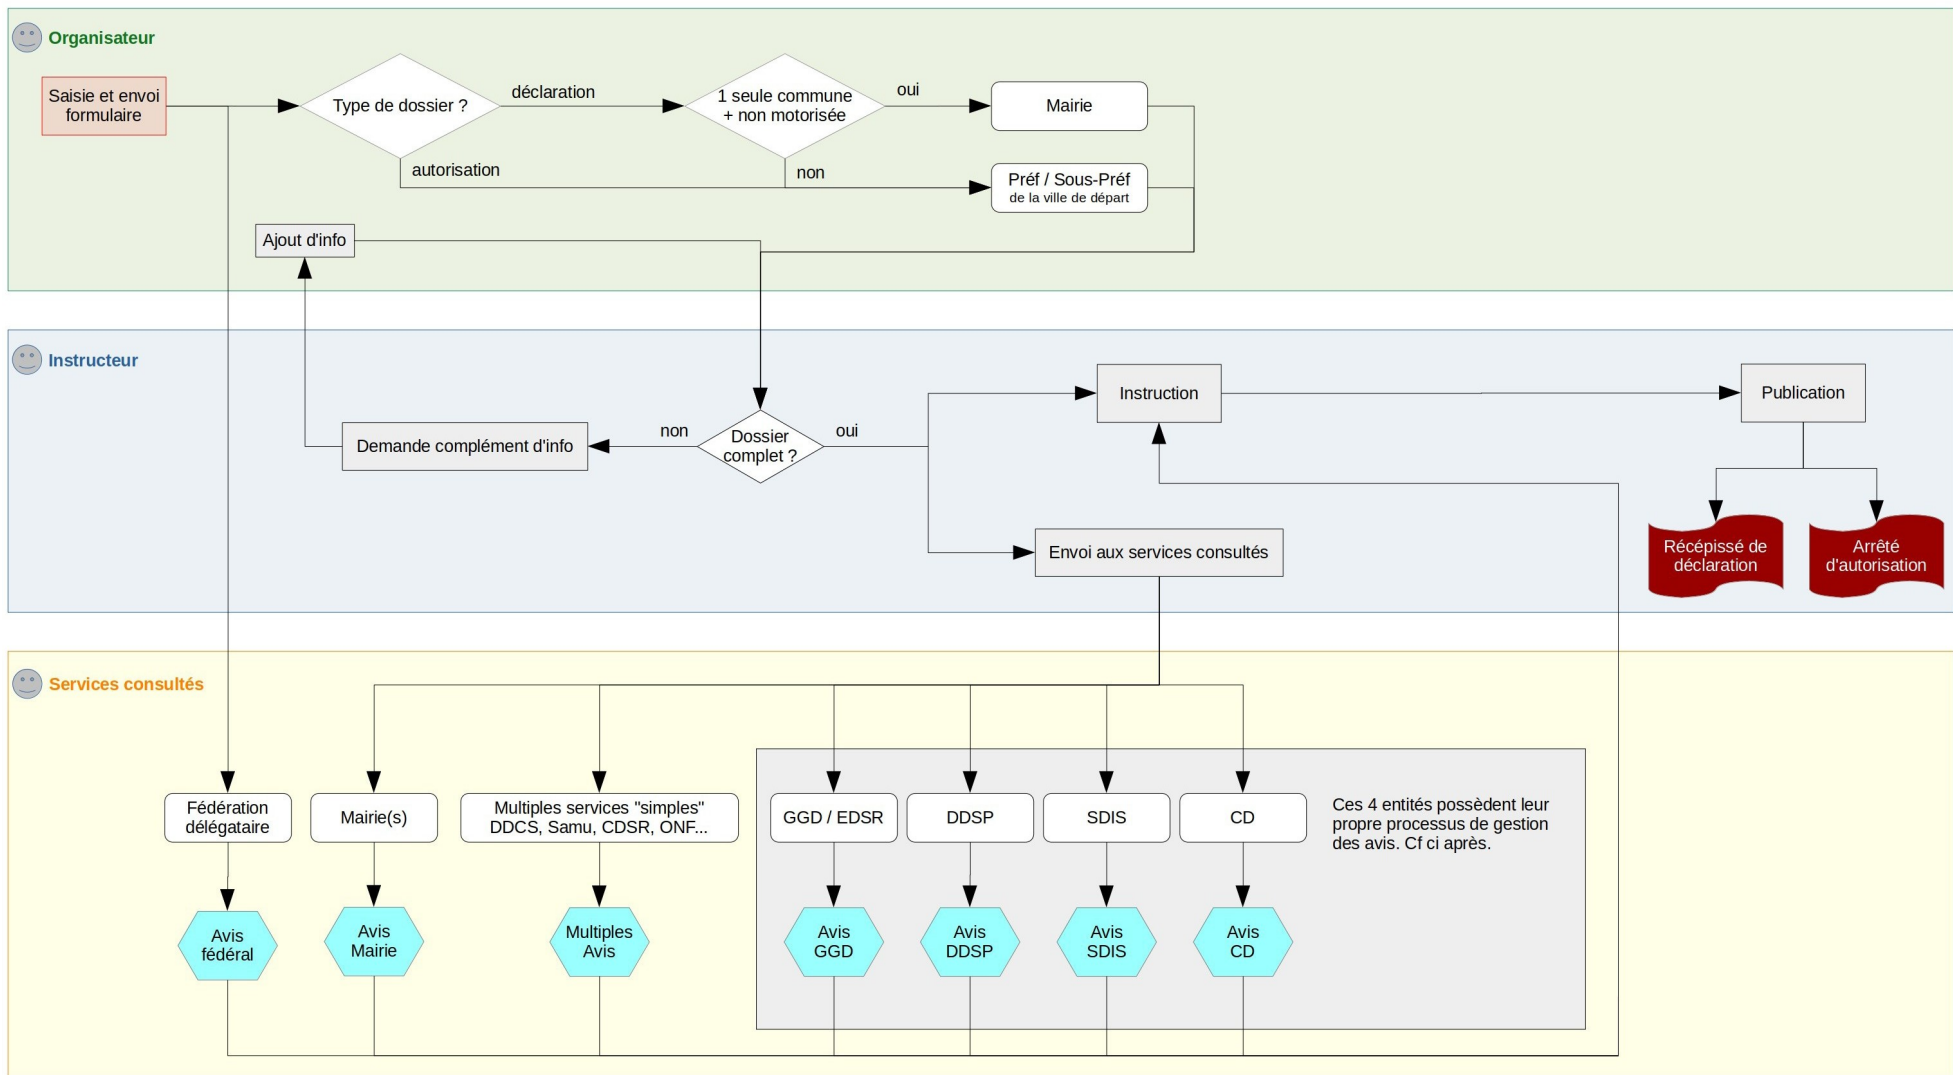 Organisateur
Saisie et envoi
formulaire
Type de dossier ?
déclaration
1 seule commune
+ non motorisée
oui
Mairie
autorisation
non
Préf / Sous-Préf
de la ville de départ
Ajout d'info
Instructeur
Demande complément d'info
non
Dossier
complet ?
oui
Instruction
Publication
Envoi aux services consultés
Récépissé de
déclaration
Arrêté
d'autorisation
Services consultés
Fédération
délégataire
Mairie(s)
Multiples services "simples"
DDCS, Samu, CDSR, ONF...
GGD / EDSR
DDSP
SDIS
CD
Ces 4 entités possèdent leur
propre processus de gestion
des avis. Cf ci après.
Avis
fédéral
Avis
Mairie
Multiples
Avis
Avis
GGD
Avis
DDSP
Avis
SDIS
Avis
CD